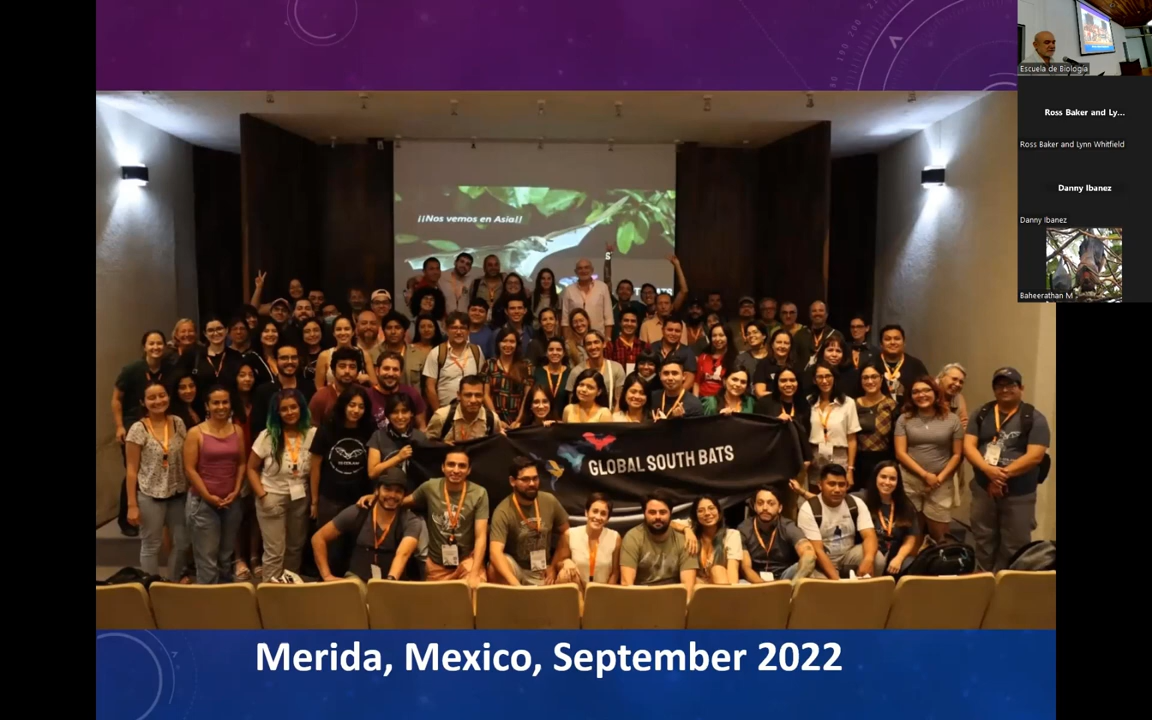 ¡¡Nos vemos en Asia!!
GLOBAL SOUTH BATS
Merida, Mexico, September 2022
Escuela de Biología
Ross Baker and Ly...
Ross Baker and Lynn Whitfield
Danny Ibanez
Danny Ibanez
Baheerathan M